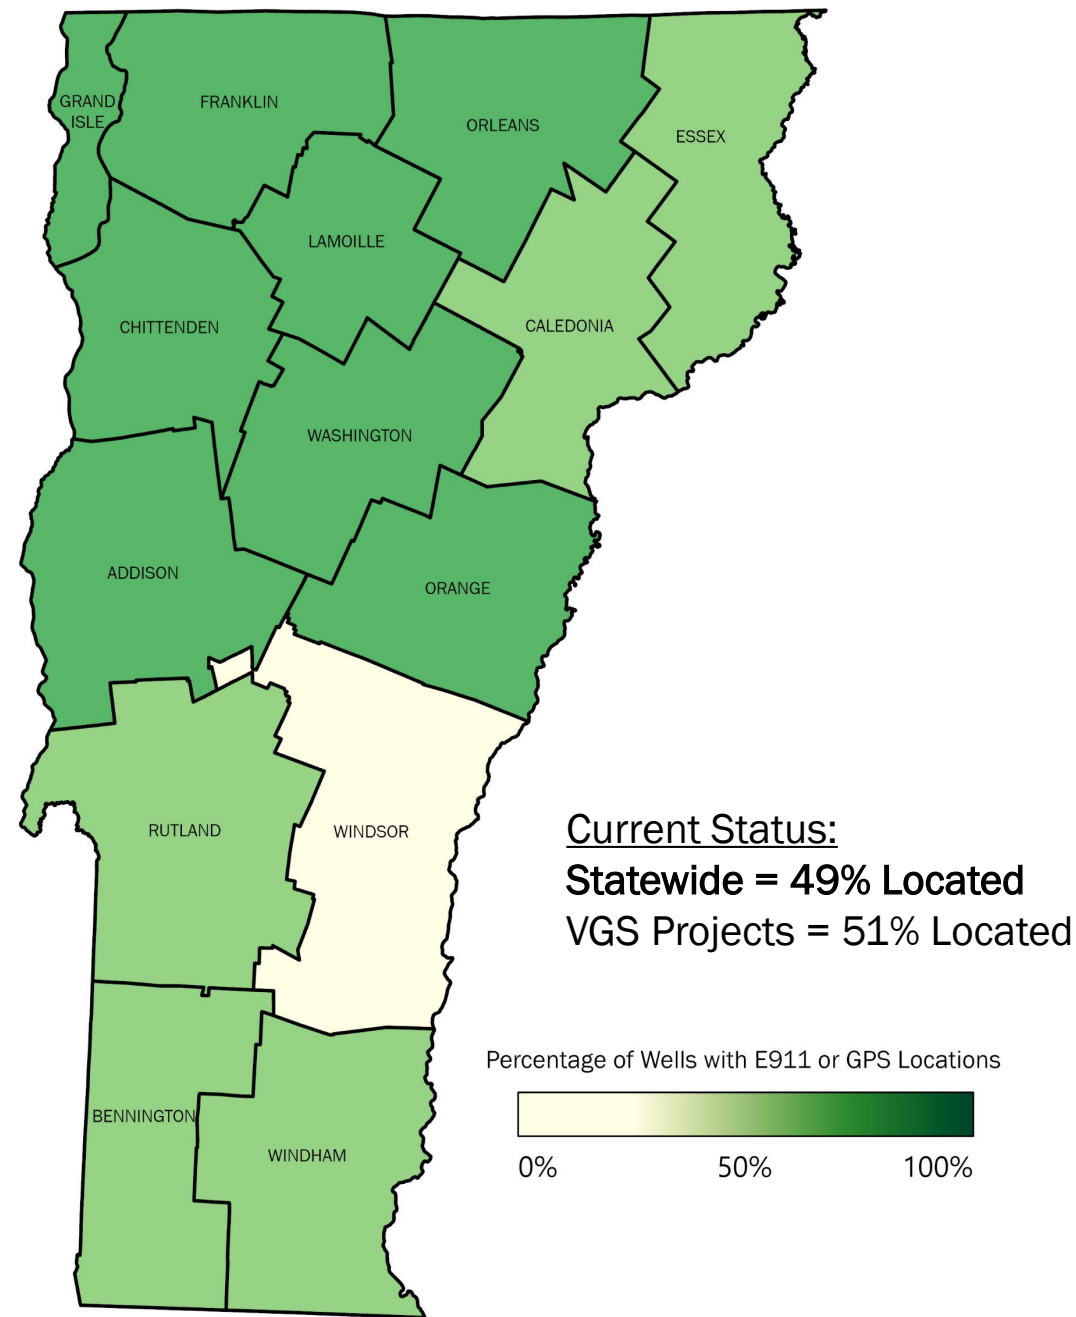 GRAND
ISLE
FRANKLIN
ORLEANS
ESSEX
LAMOILLE
CHITTENDEN
CALEDONIA
WASHINGTON
ADDISON
ORANGE
RUTLAND
WINDSOR
Current Status:
Statewide = 49% Located
VGS Projects = 51% Located
Percentage of Wells with E911 or GPS Locations
0% 50% 100%
BENNINGTON
WINDHAM